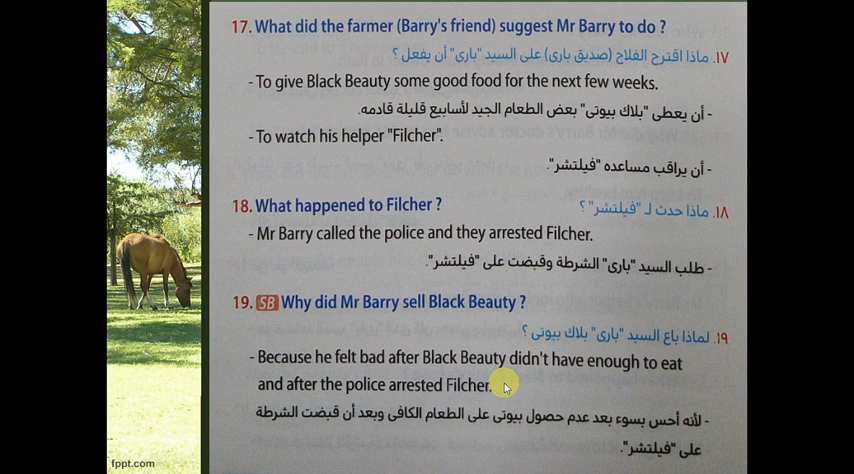 17. What did the farmer (Barry's friend) suggest Mr Barry to do ?
١٧. ماذا اقترح الفلاح (صديق بارى) على السيد "بارى" أن يفعل ؟
- To give Black Beauty some good food for the next few weeks.
- أن يعطى "بلاك بيوتى" بعض الطعام الجيد لأسابيع قليلة قادمه.
- To watch his helper "Filcher".
- أن يراقب مساعده "فيلتشر".
18. What happened to Filcher ?
١٨. ماذا حدث لـ "فيلتشر" ؟
- Mr Barry called the police and they arrested Filcher.
- طلب السيد "بارى" الشرطة وقبضت على "فيلتشر".
19. SB Why did Mr Barry sell Black Beauty ?
١٩. لماذا باع السيد "بارى" بلاك بيوتى ؟
- Because he felt bad after Black Beauty didn't have enough to eat
and after the police arrested Filcher.
- لأنه أحس بسوء بعد عدم حصول بيوتى على الطعام الكافى وبعد أن قبضت الشرطة
على "فيلتشر".
fppt.com